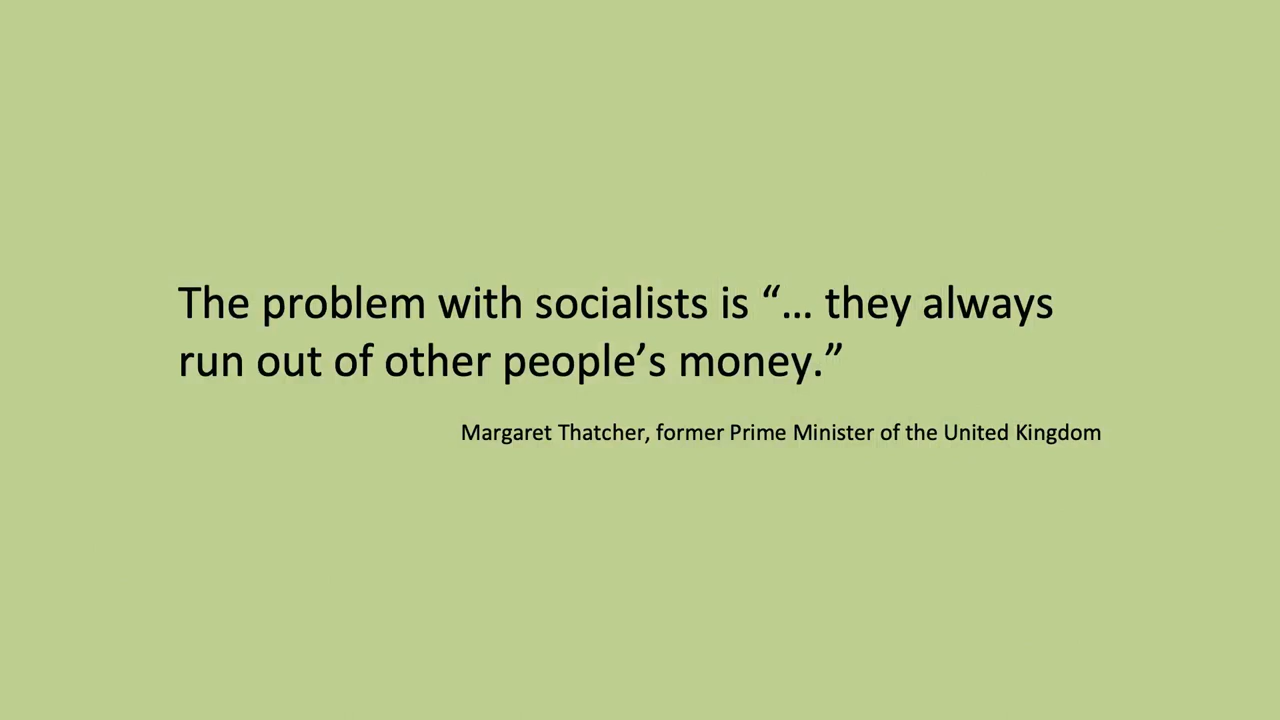 The problem with socialists is “… they always
run out of other people’s money.”
Margaret Thatcher, former Prime Minister of the United Kingdom